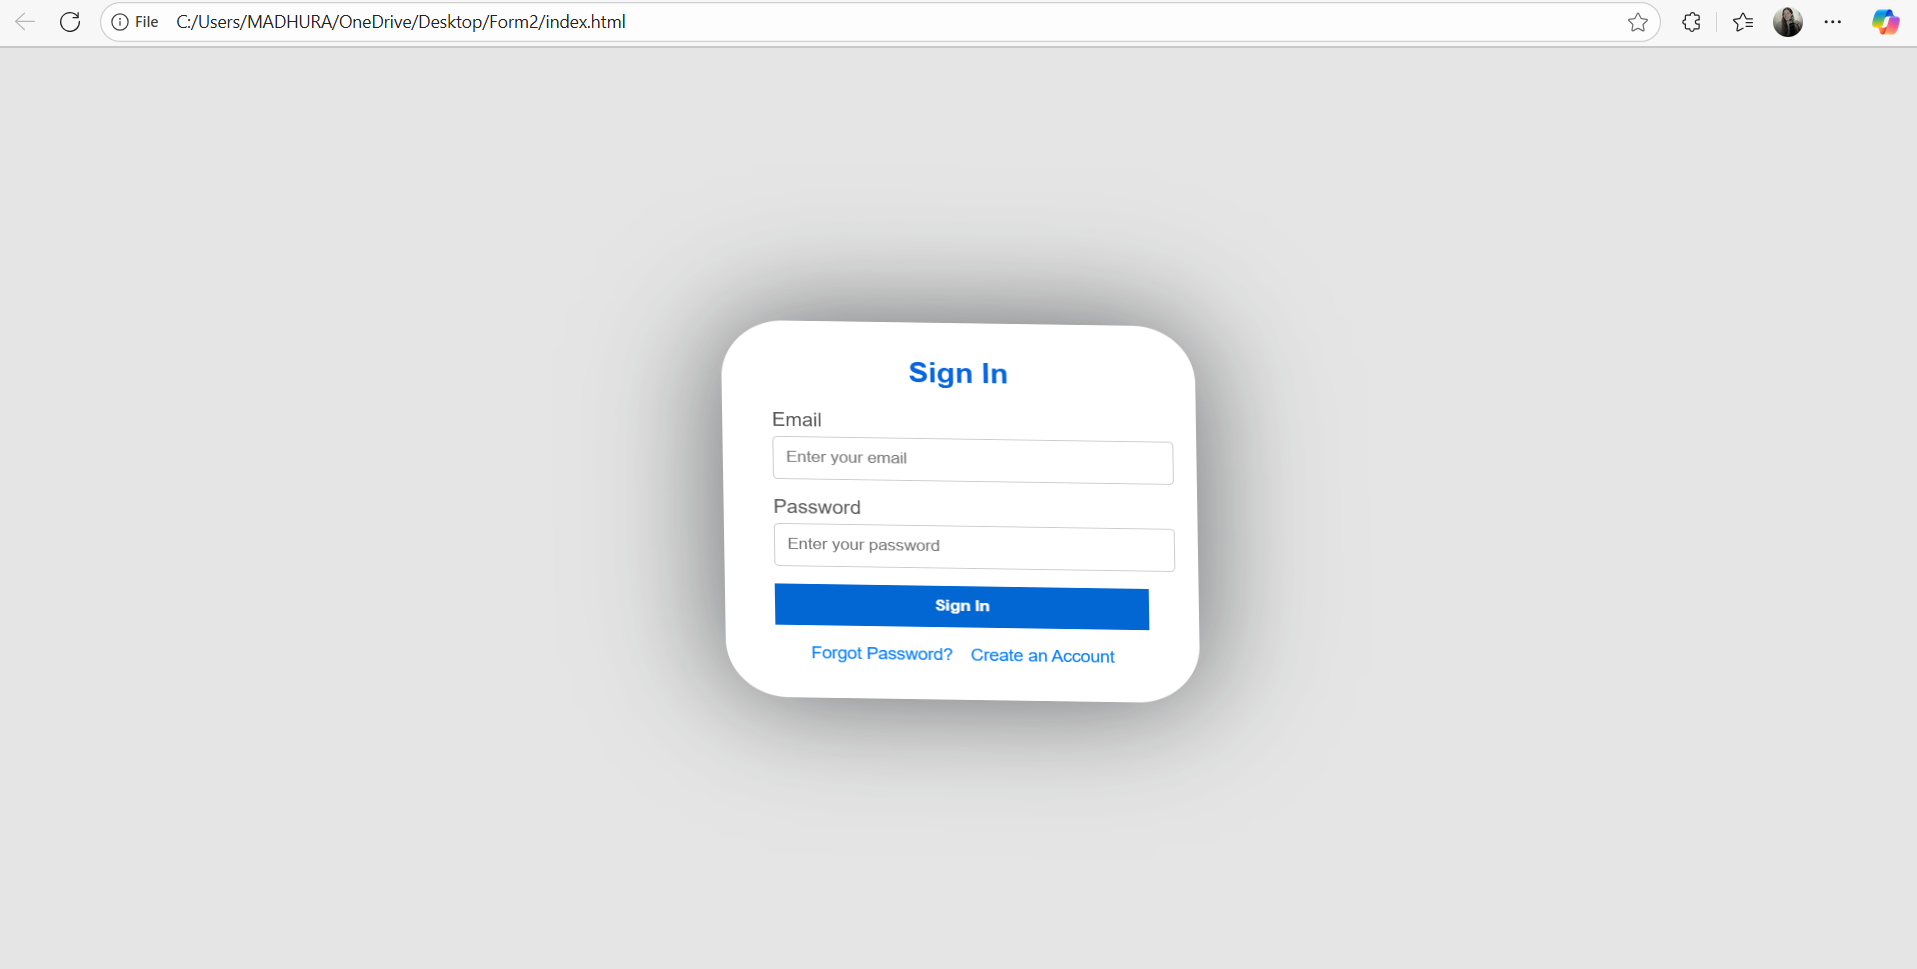 File C:/Users/MADHURA/OneDrive/Desktop/Form2/index.html
Sign In
Email
Enter your email
Password
Enter your password
Sign In
Forgot Password? Create an Account